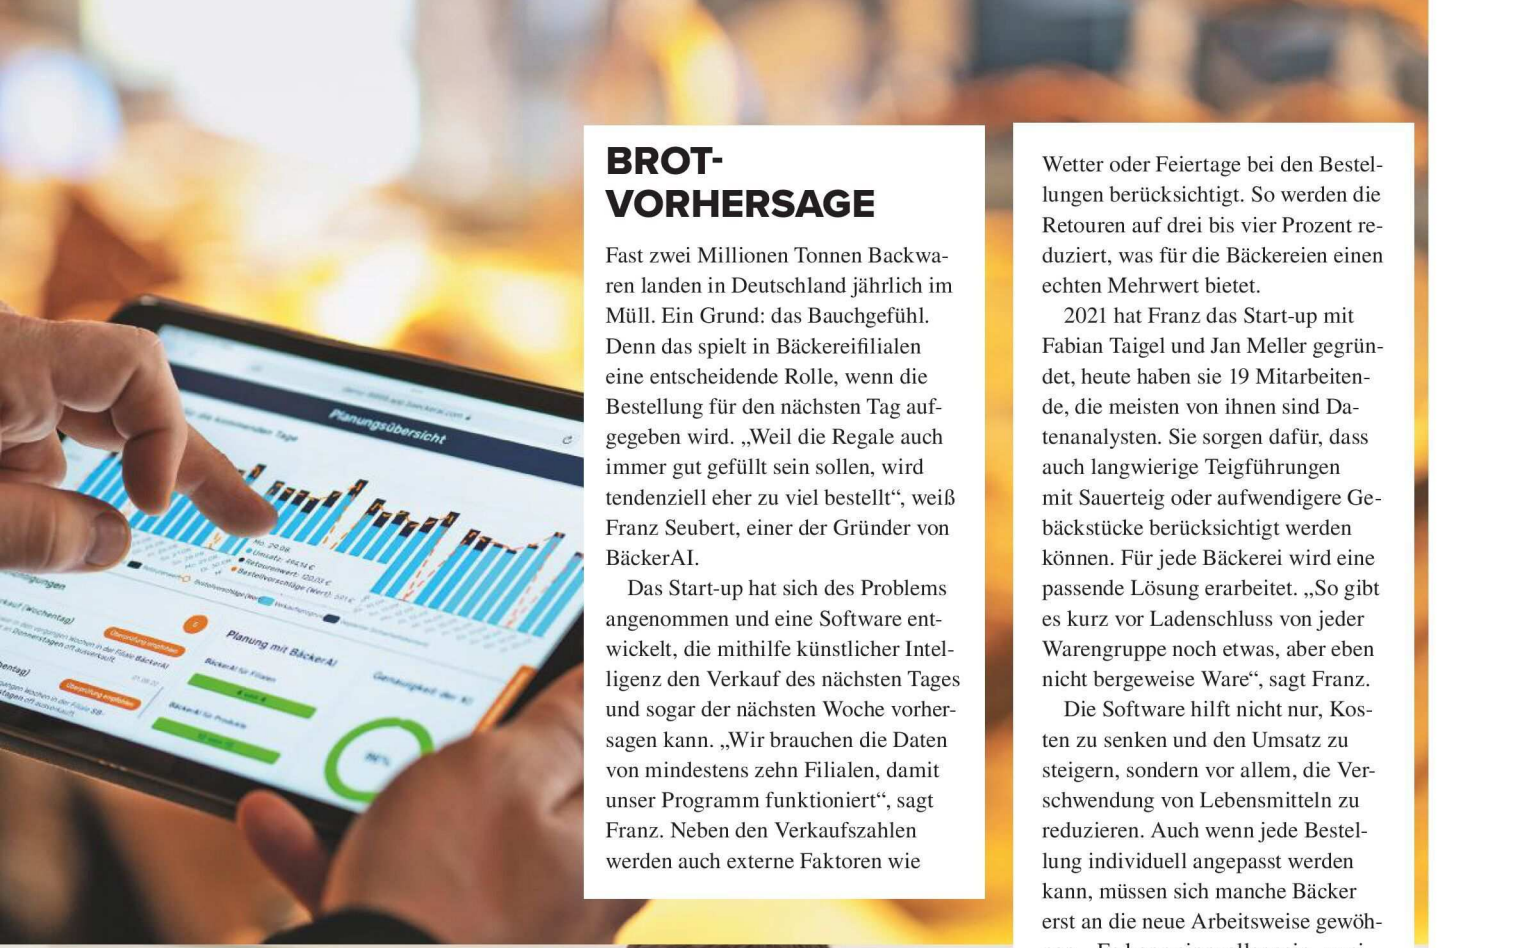 Planungsübersicht
Mo. 29.08.
Planung mit BäckerAI
BäckerAI für Filialen
BäckerAI für Produkte
Genauigkeit der KI
BROT-
VORHERSAGE
Fast zwei Millionen Tonnen Backwa-
ren landen in Deutschland jährlich im
Müll. Ein Grund: das Bauchgefühl.
Denn das spielt in Bäckereifilialen
eine entscheidende Rolle, wenn die
Bestellung für den nächsten Tag auf-
gegeben wird. „Weil die Regale auch
immer gut gefüllt sein sollen, wird
tendenziell eher zu viel bestellt“, weiß
Franz Seubert, einer der Gründer von
BäckerAI.
Das Start-up hat sich des Problems
angenommen und eine Software ent-
wickelt, die mithilfe künstlicher Intel-
ligenz den Verkauf des nächsten Tages
und sogar der nächsten Woche vorher-
sagen kann. „Wir brauchen die Daten
von mindestens zehn Filialen, damit
unser Programm funktioniert“, sagt
Franz. Neben den Verkaufszahlen
werden auch externe Faktoren wie
Wetter oder Feiertage bei den Bestel-
lungen berücksichtigt. So werden die
Retouren auf drei bis vier Prozent re-
duziert, was für die Bäckereien einen
echten Mehrwert bietet.
2021 hat Franz das Start-up mit
Fabian Taigel und Jan Meller gegrün-
det, heute haben sie 19 Mitarbeiten-
de, die meisten von ihnen sind Da-
tenanalysten. Sie sorgen dafür, dass
auch langwierige Teigführungen
mit Sauerteig oder aufwendigere Ge-
bäckstücke berücksichtigt werden
können. Für jede Bäckerei wird eine
passende Lösung erarbeitet. „So gibt
es kurz vor Ladenschluss von jeder
Warengruppe noch etwas, aber eben
nicht bergeweise Ware“, sagt Franz.
Die Software hilft nicht nur, Kos-
ten zu senken und den Umsatz zu
steigern, sondern vor allem, die Ver-
schwendung von Lebensmitteln zu
reduzieren. Auch wenn jede Bestel-
lung individuell angepasst werden
kann, müssen sich manche Bäcker
erst an die neue Arbeitsweise gewöh-